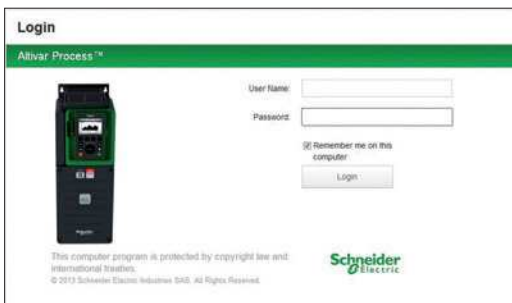 Login
Altivar Process™
User Name:
Password:
Remember me on this
computer
Login
This computer program is protected by copyright law and
international treaties.
© 2013 Schneider Electric Industries SAS. All Rights Reserved.
Schneider
Electric